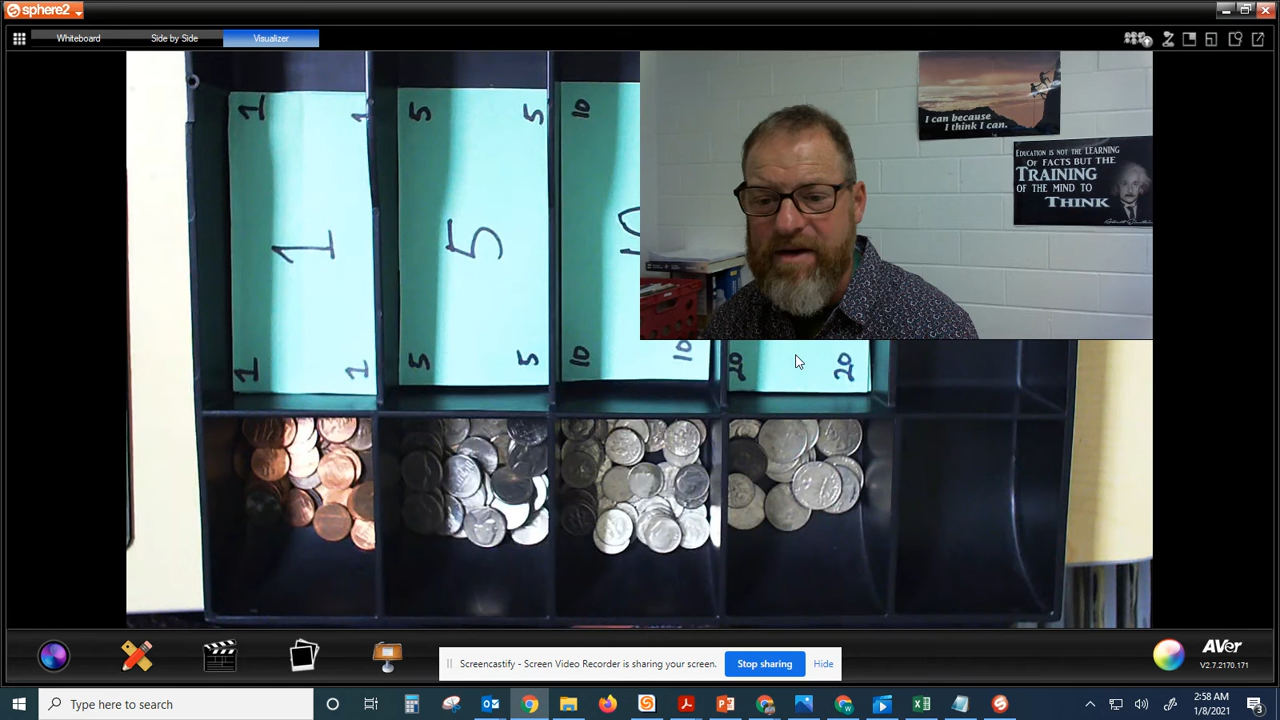 sphere2
Whiteboard
Side by Side
Visualizer
1 1
1
1 1
5 5
5
5 5
10
10 10
20 20
I can because
I think I can.
EDUCATION IS NOT THE LEARNING
OF FACTS BUT THE
TRAINING
OF THE MIND TO
THINK
Screencastify - Screen Video Recorder is sharing your screen.
Stop sharing
Hide
AVer
V2.7.2170.171
Type here to search
2:58 AM
1/8/2021
3